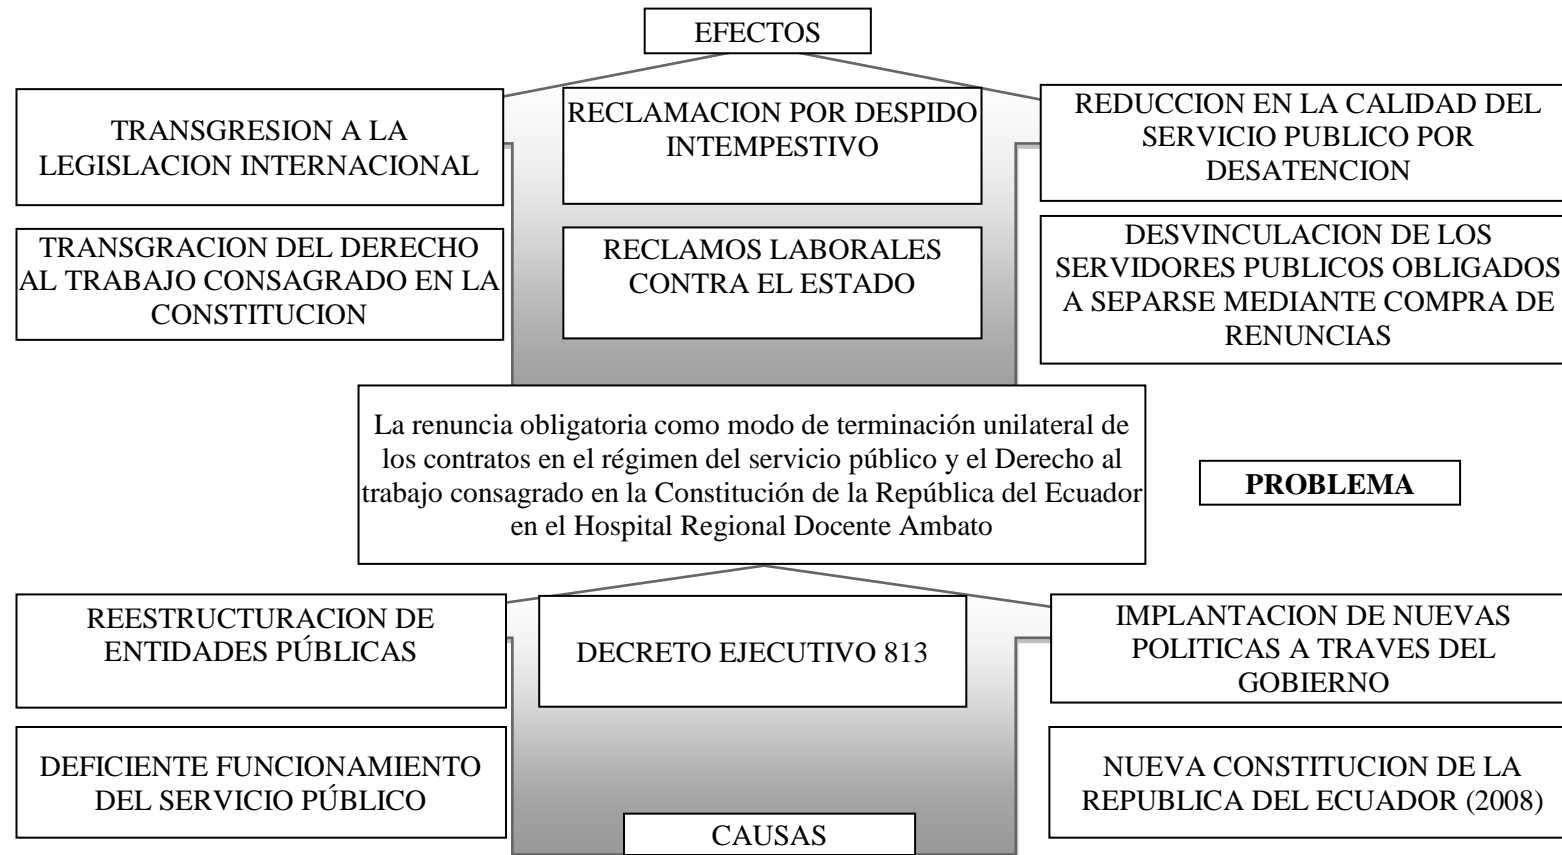 EFECTOS
TRANSGRESION A LA
LEGISLACION INTERNACIONAL
RECLAMACION POR DESPIDO
INTEMPESTIVO
REDUCCION EN LA CALIDAD DEL
SERVICIO PUBLICO POR
DESATENCION
TRANSGRACION DEL DERECHO
AL TRABAJO CONSAGRADO EN LA
CONSTITUCION
RECLAMOS LABORALES
CONTRA EL ESTADO
DESVINCULACION DE LOS
SERVIDORES PUBLICOS OBLIGADOS
A SEPARSE MEDIANTE COMPRA DE
RENUNCIAS
La renuncia obligatoria como modo de terminación unilateral de
los contratos en el régimen del servicio público y el Derecho al
trabajo consagrado en la Constitución de la República del Ecuador
en el Hospital Regional Docente Ambato
PROBLEMA
REESTRUCTURACION DE
ENTIDADES PÚBLICAS
DECRETO EJECUTIVO 813
IMPLANTACION DE NUEVAS
POLITICAS A TRAVES DEL
GOBIERNO
DEFICIENTE FUNCIONAMIENTO
DEL SERVICIO PÚBLICO
NUEVA CONSTITUCION DE LA
REPUBLICA DEL ECUADOR (2008)
CAUSAS